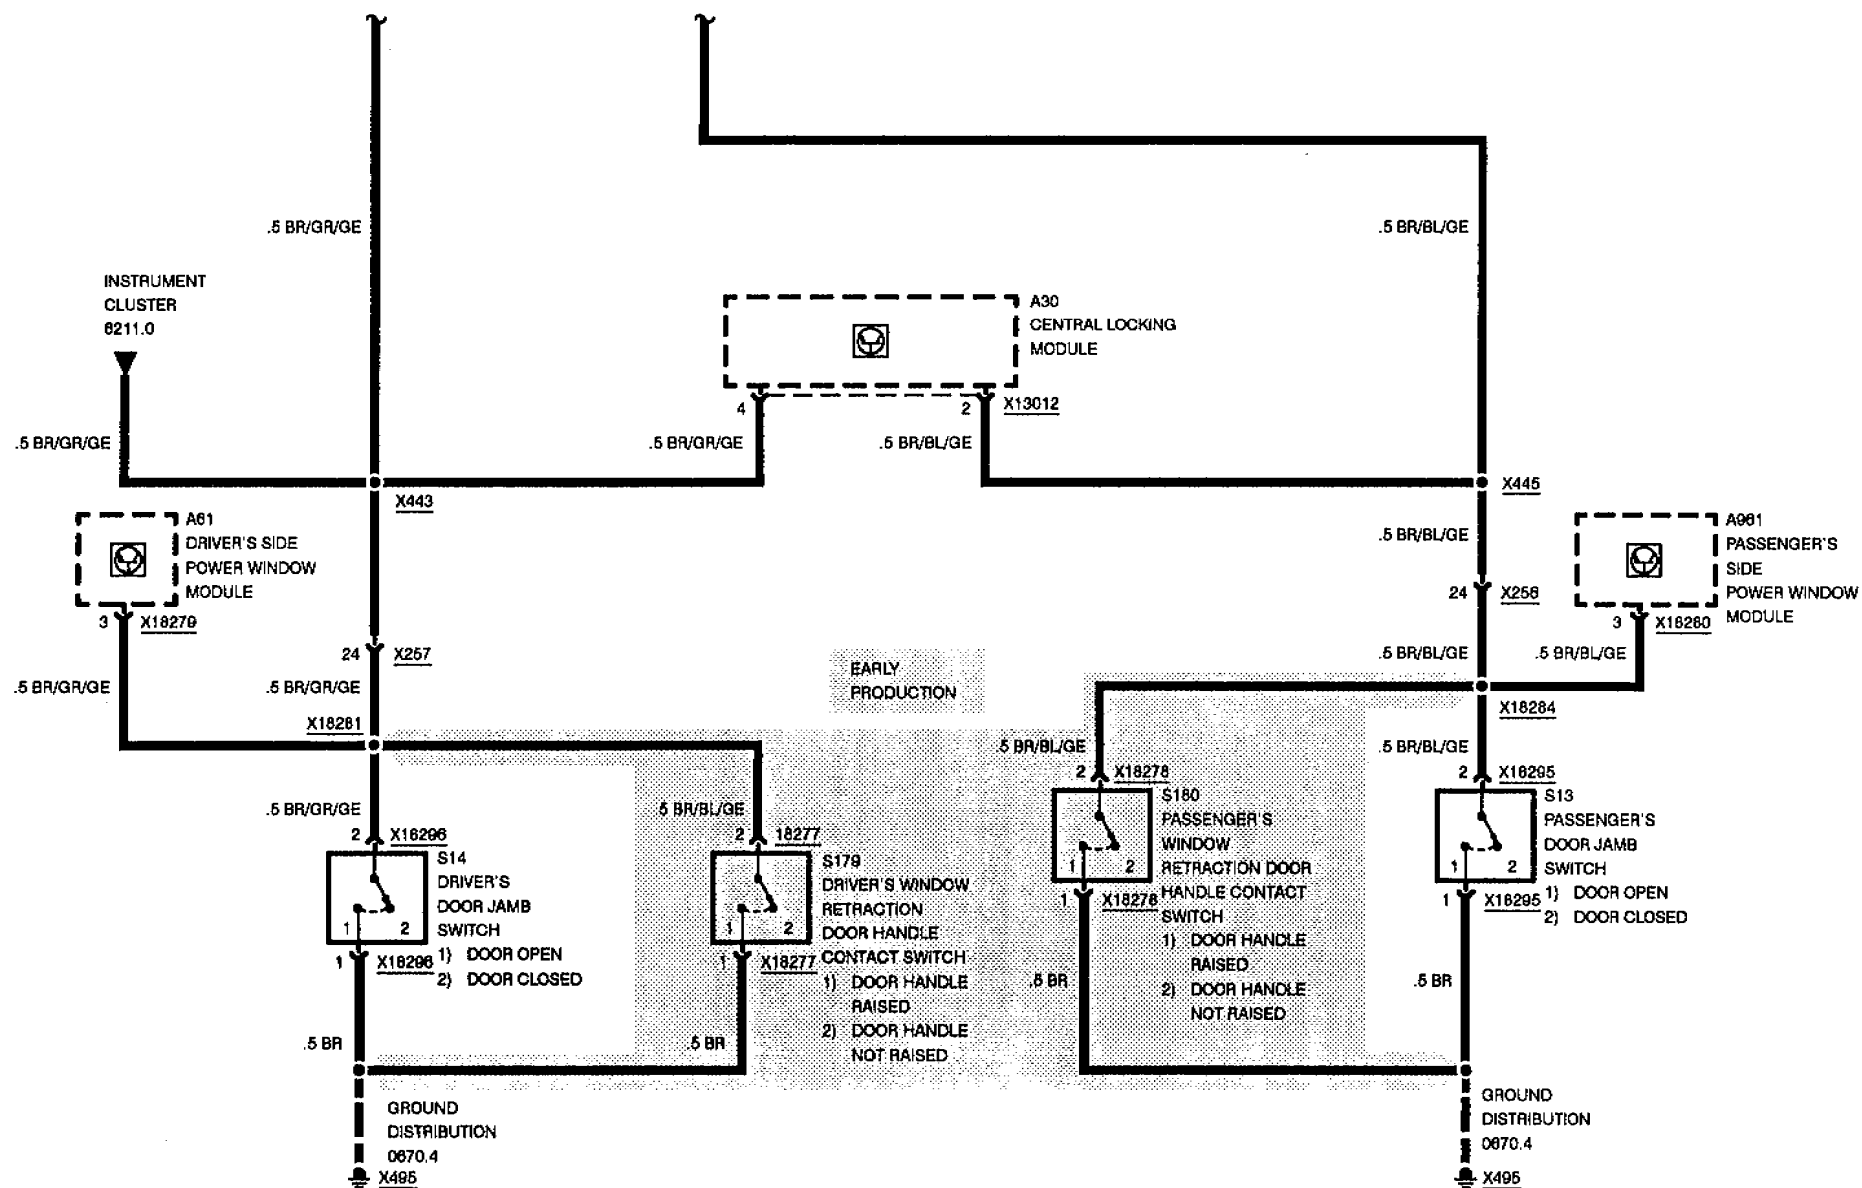 .5 BR/GR/GE
.5 BR/BL/GE
INSTRUMENT
CLUSTER
6211.0
A30
CENTRAL LOCKING
MODULE
4
2
X13012
.5 BR/GR/GE
.5 BR/GR/GE
.5 BR/BL/GE
X443
X445
A61
DRIVER'S SIDE
POWER WINDOW
MODULE
.5 BR/BL/GE
A961
PASSENGER'S
SIDE
POWER WINDOW
MODULE
24
X256
3
X18279
3
X18280
24
X257
.5 BR/BL/GE
.5 BR/BL/GE
EARLY
PRODUCTION
.5 BR/GR/GE
.5 BR/GR/GE
X18281
X18284
.5 BR/BL/GE
.5 BR/BL/GE
2
X18278
2
X18295
.5 BR/GR/GE
.5 BR/BL/GE
2
X18296
2
18277
S14
DRIVER'S
DOOR JAMB
SWITCH
1) DOOR OPEN
2) DOOR CLOSED
1
2
1
X18296
S179
DRIVER'S WINDOW
RETRACTION
DOOR HANDLE
CONTACT SWITCH
1) DOOR HANDLE
RAISED
2) DOOR HANDLE
NOT RAISED
1
2
1
X18277
S180
PASSENGER'S
WINDOW
RETRACTION DOOR
HANDLE CONTACT
SWITCH
1) DOOR HANDLE
RAISED
2) DOOR HANDLE
NOT RAISED
1
2
1
X18278
S13
PASSENGER'S
DOOR JAMB
SWITCH
1) DOOR OPEN
2) DOOR CLOSED
1
2
1
X18295
.5 BR
.5 BR
.5 BR
.5 BR
GROUND
DISTRIBUTION
0670.4
X495
GROUND
DISTRIBUTION
0670.4
X495